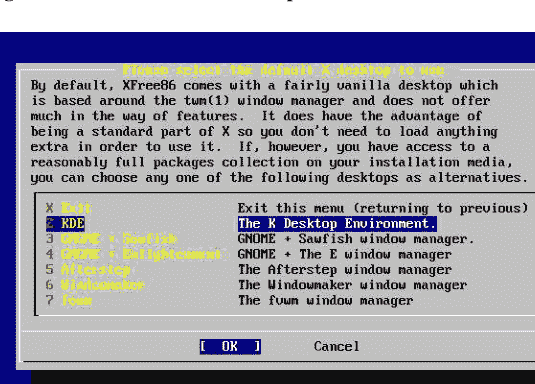 Please select the default X desktop to use
By default, XFree86 comes with a fairly vanilla desktop which
is based around the twm(1) window manager and does not offer
much in the way of features.  It does have the advantage of
being a standard part of X so you don't need to load anything
extra in order to use it.  If, however, you have access to a
reasonably full packages collection on your installation media,
you can choose any one of the following desktops as alternatives.
X Exit Exit this menu (returning to previous)
2 KDE The K Desktop Environment.
3 GNOME + Sawfish GNOME + Sawfish window manager.
4 GNOME + Enlightenment GNOME + The E window manager
5 Afterstep The Afterstep window manager
6 Windowmaker The Windowmaker window manager
7 fvwm The fvwm window manager
[ OK ] Cancel